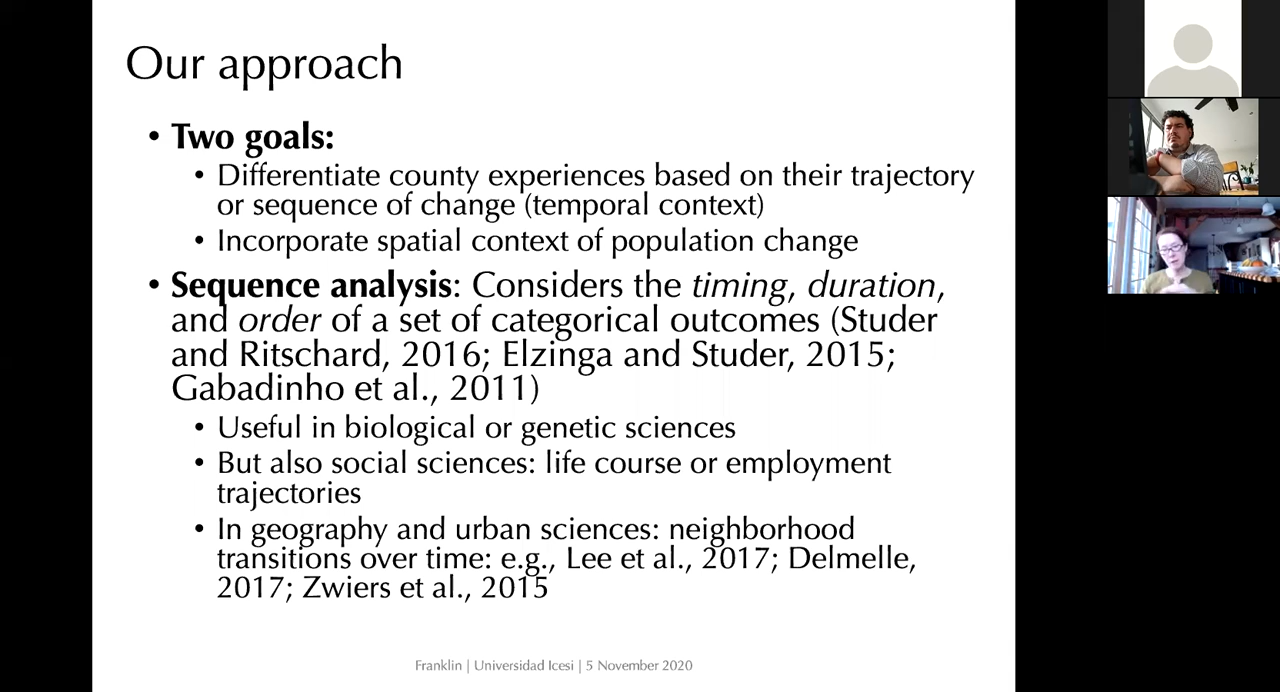 Our approach
• Two goals:
• Differentiate county experiences based on their trajectory
or sequence of change (temporal context)
• Incorporate spatial context of population change
• Sequence analysis: Considers the timing, duration,
and order of a set of categorical outcomes (Studer
and Ritschard, 2016; Elzinga and Studer, 2015;
Gabadinho et al., 2011)
• Useful in biological or genetic sciences
• But also social sciences: life course or employment
trajectories
• In geography and urban sciences: neighborhood
transitions over time: e.g., Lee et al., 2017; Delmelle,
2017; Zwiers et al., 2015
Franklin | Universidad Icesi | 5 November 2020